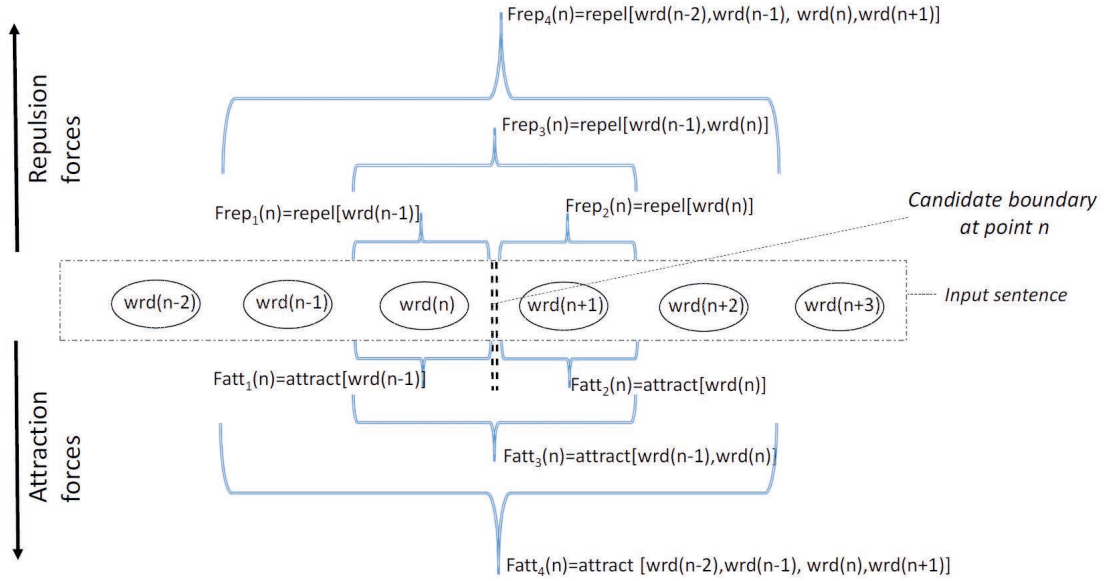 Frep₄(n)=repel[wrd(n-2),wrd(n-1), wrd(n),wrd(n+1)]
Repulsion
forces
Frep₃(n)=repel[wrd(n-1),wrd(n)]
Frep₁(n)=repel[wrd(n-1)]
Frep₂(n)=repel[wrd(n)]
Candidate boundary
at point n
wrd(n-2)
wrd(n-1)
wrd(n)
wrd(n+1)
wrd(n+2)
wrd(n+3)
Input sentence
Fatt₁(n)=attract[wrd(n-1)]
Fatt₂(n)=attract[wrd(n)]
Attraction
forces
Fatt₃(n)=attract[wrd(n-1),wrd(n)]
Fatt₄(n)=attract [wrd(n-2),wrd(n-1), wrd(n),wrd(n+1)]